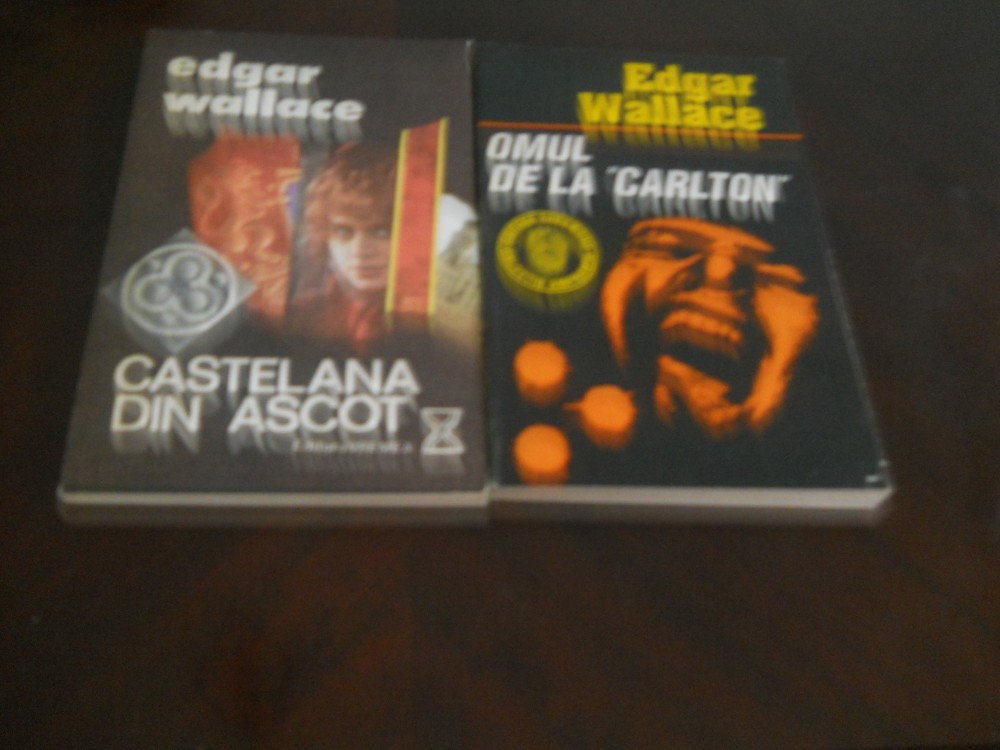 edgar
wallace
CASTELANA
DIN ASCOT
Edgar
Wallace
OMUL
DE LA "CARLTON"